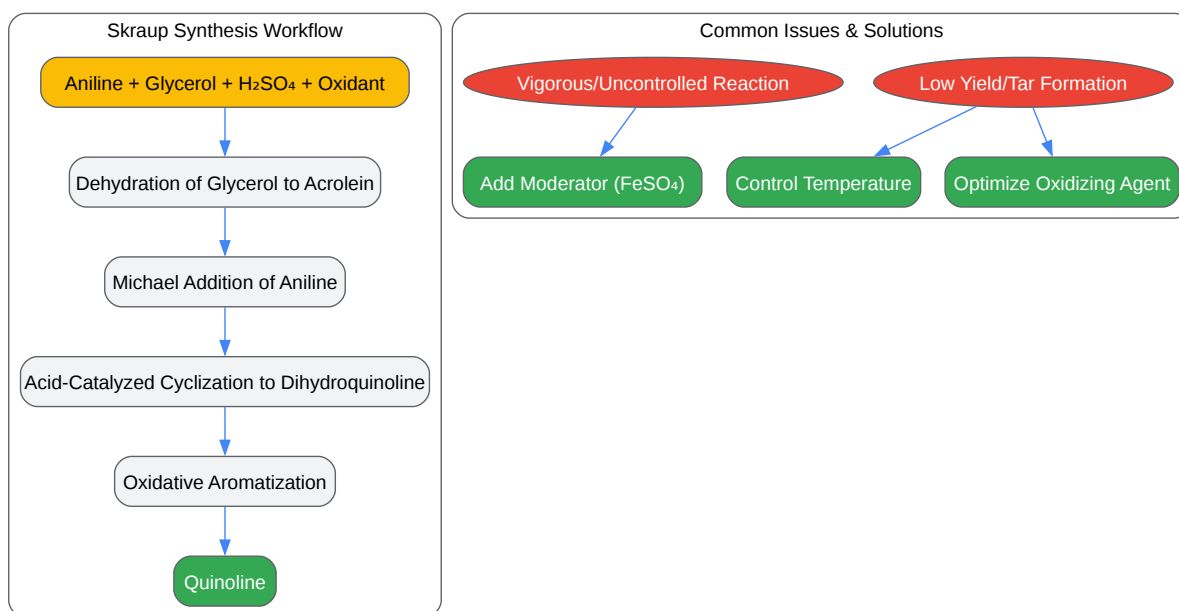 Skraup Synthesis Workflow
Aniline + Glycerol + H₂SO₄ + Oxidant
Dehydration of Glycerol to Acrolein
Michael Addition of Aniline
Acid-Catalyzed Cyclization to Dihydroquinoline
Oxidative Aromatization
Quinoline
Common Issues & Solutions
Vigorous/Uncontrolled Reaction
Low Yield/Tar Formation
Add Moderator (FeSO₄)
Control Temperature
Optimize Oxidizing Agent